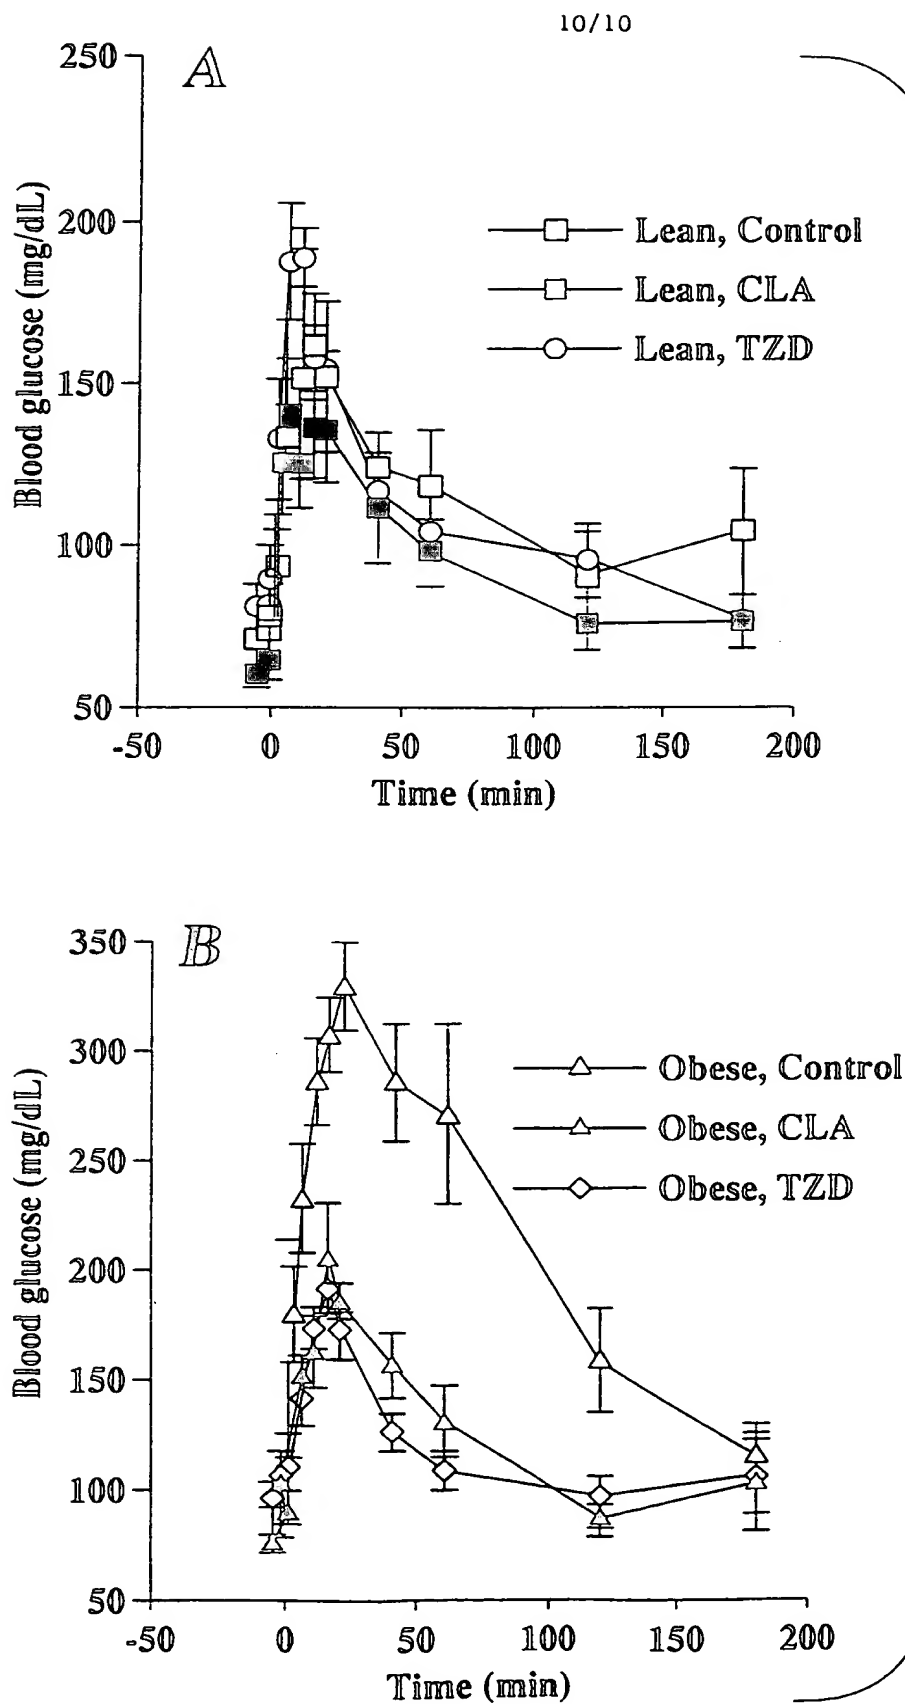 10/10
A
250
200
150
100
50
Blood glucose (mg/dL)
Lean, Control
Lean, CLA
Lean, TZD
-50 0 50 100 150 200
Time (min)
B
350
300
250
200
150
100
50
Blood glucose (mg/dL)
Obese, Control
Obese, CLA
Obese, TZD
-50 0 50 100 150 200
Time (min)